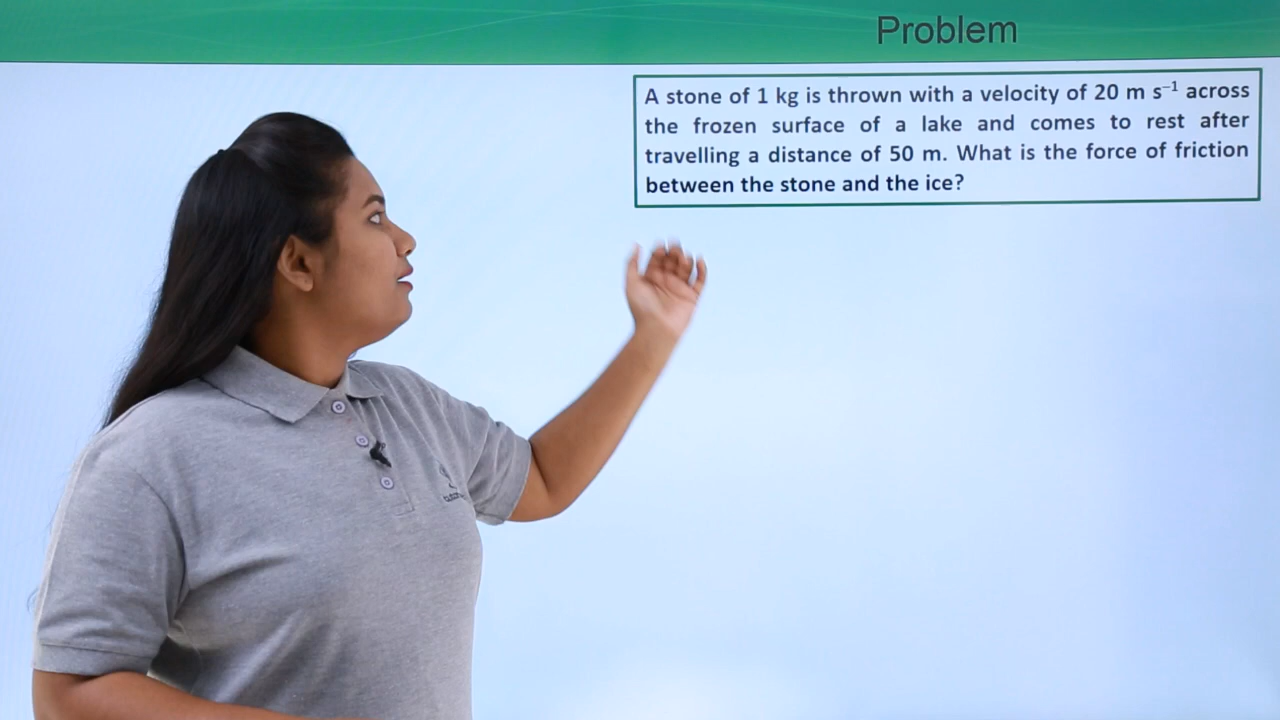 Problem
A stone of 1 kg is thrown with a velocity of 20 m s⁻¹ across
the frozen surface of a lake and comes to rest after
travelling a distance of 50 m. What is the force of friction
between the stone and the ice?